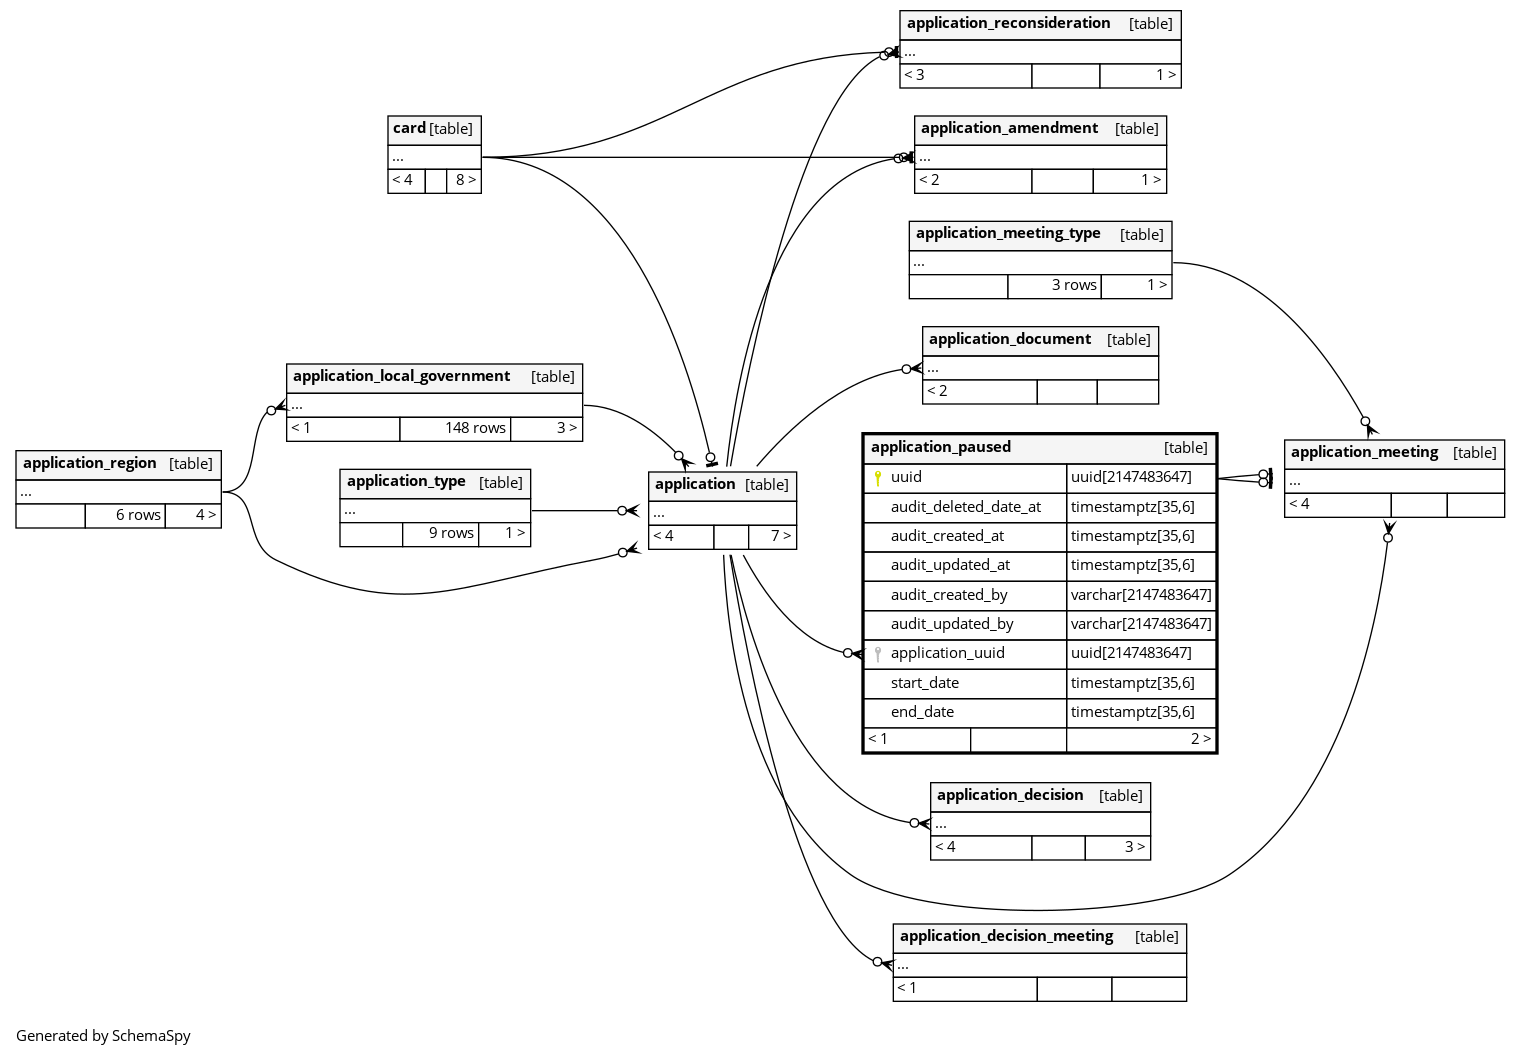 application_reconsideration [table]
...
< 3 1 >
card [table]
...
< 4 8 >
application_amendment [table]
...
< 2 1 >
application_meeting_type [table]
...
3 rows 1 >
application_document [table]
...
< 2
application_local_government [table]
...
< 1 148 rows 3 >
application_region [table]
...
6 rows 4 >
application_type [table]
...
9 rows 1 >
application [table]
...
< 4 7 >
application_paused [table]
uuid uuid[2147483647]
audit_deleted_date_at timestamptz[35,6]
audit_created_at timestamptz[35,6]
audit_updated_at timestamptz[35,6]
audit_created_by varchar[2147483647]
audit_updated_by varchar[2147483647]
application_uuid uuid[2147483647]
start_date timestamptz[35,6]
end_date timestamptz[35,6]
< 1 2 >
application_meeting [table]
...
< 4
application_decision [table]
...
< 4 3 >
application_decision_meeting [table]
...
< 1
Generated by SchemaSpy